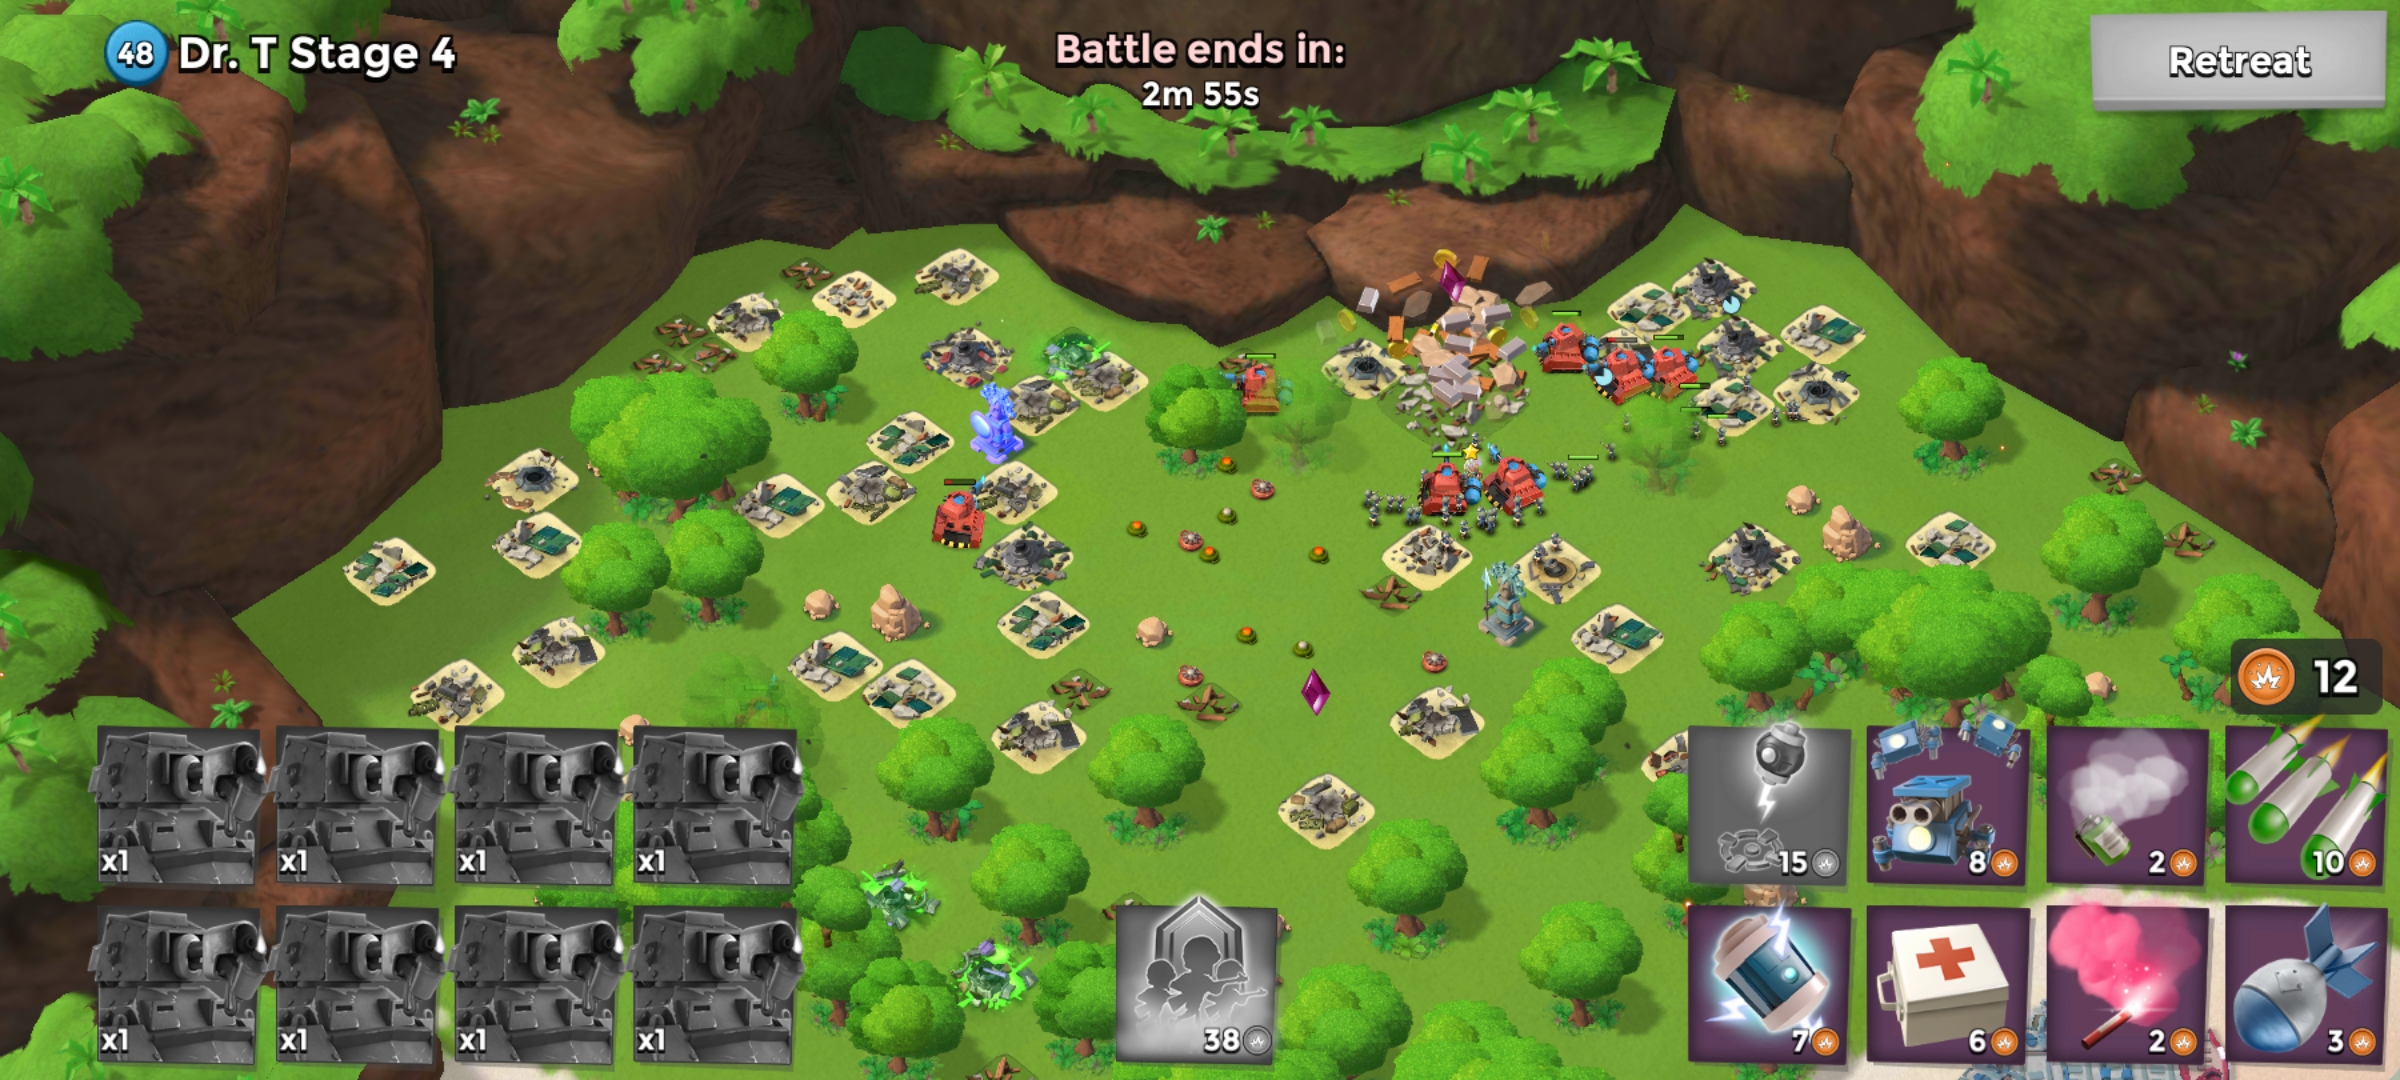 48 Dr. T Stage 4
Battle ends in:
2m 55s
Retreat
12
x1 x1 x1 x1
15 8 2 10
x1 x1 x1 x1
38
7 6 2 3